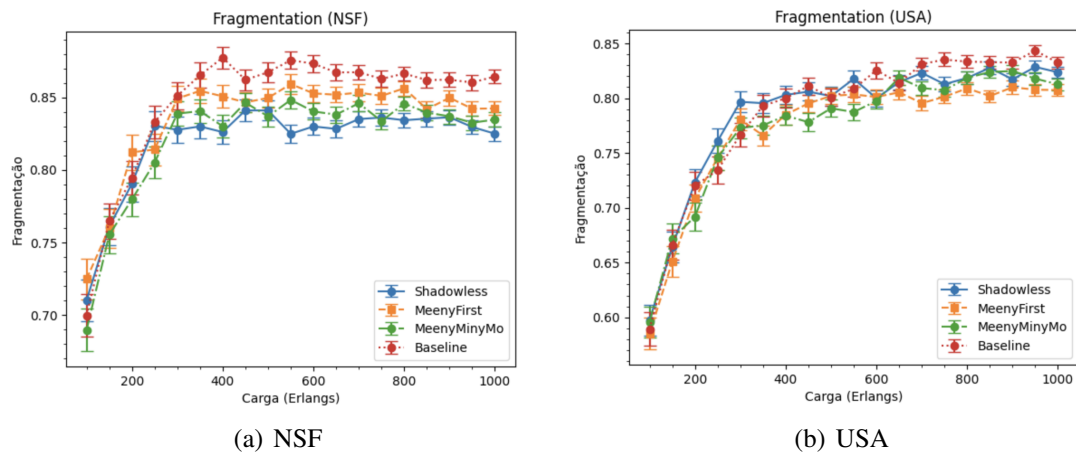 Fragmentation (NSF)
Fragmentação
0.85
0.80
0.75
0.70
200
400
600
800
1000
Carga (Erlangs)
Shadowless
MeenyFirst
MeenyMinyMo
Baseline
(a) NSF
Fragmentation (USA)
Fragmentação
0.85
0.80
0.75
0.70
0.65
0.60
200
400
600
800
1000
Carga (Erlangs)
Shadowless
MeenyFirst
MeenyMinyMo
Baseline
(b) USA